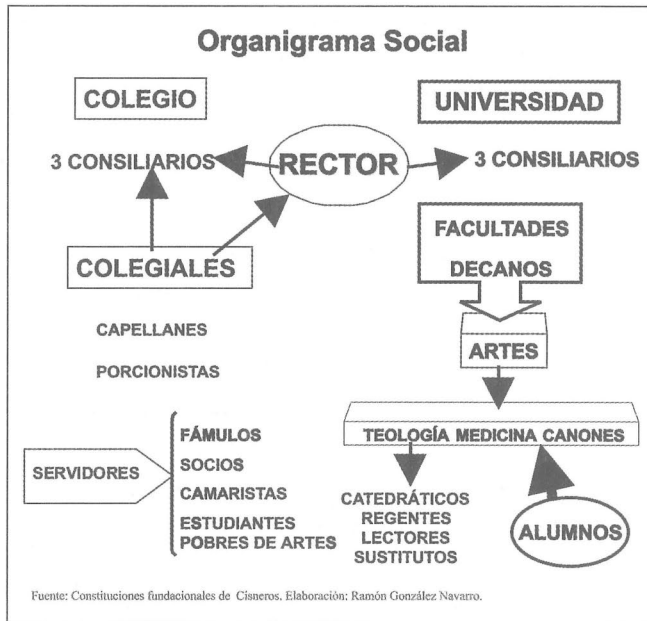 Organigrama Social
COLEGIO
UNIVERSIDAD
3 CONSILIARIOS
RECTOR
3 CONSILIARIOS
COLEGIALES
FACULTADES
DECANOS
CAPELLANES
PORCIONISTAS
ARTES
TEOLOGÍA MEDICINA CANONES
SERVIDORES
FÁMULOS
SOCIOS
CAMARISTAS
ESTUDIANTES
POBRES DE ARTES
CATEDRÁTICOS
REGENTES
LECTORES
SUSTITUTOS
ALUMNOS
Fuente: Constituciones fundacionales de Cisneros. Elaboración: Ramón González Navarro.